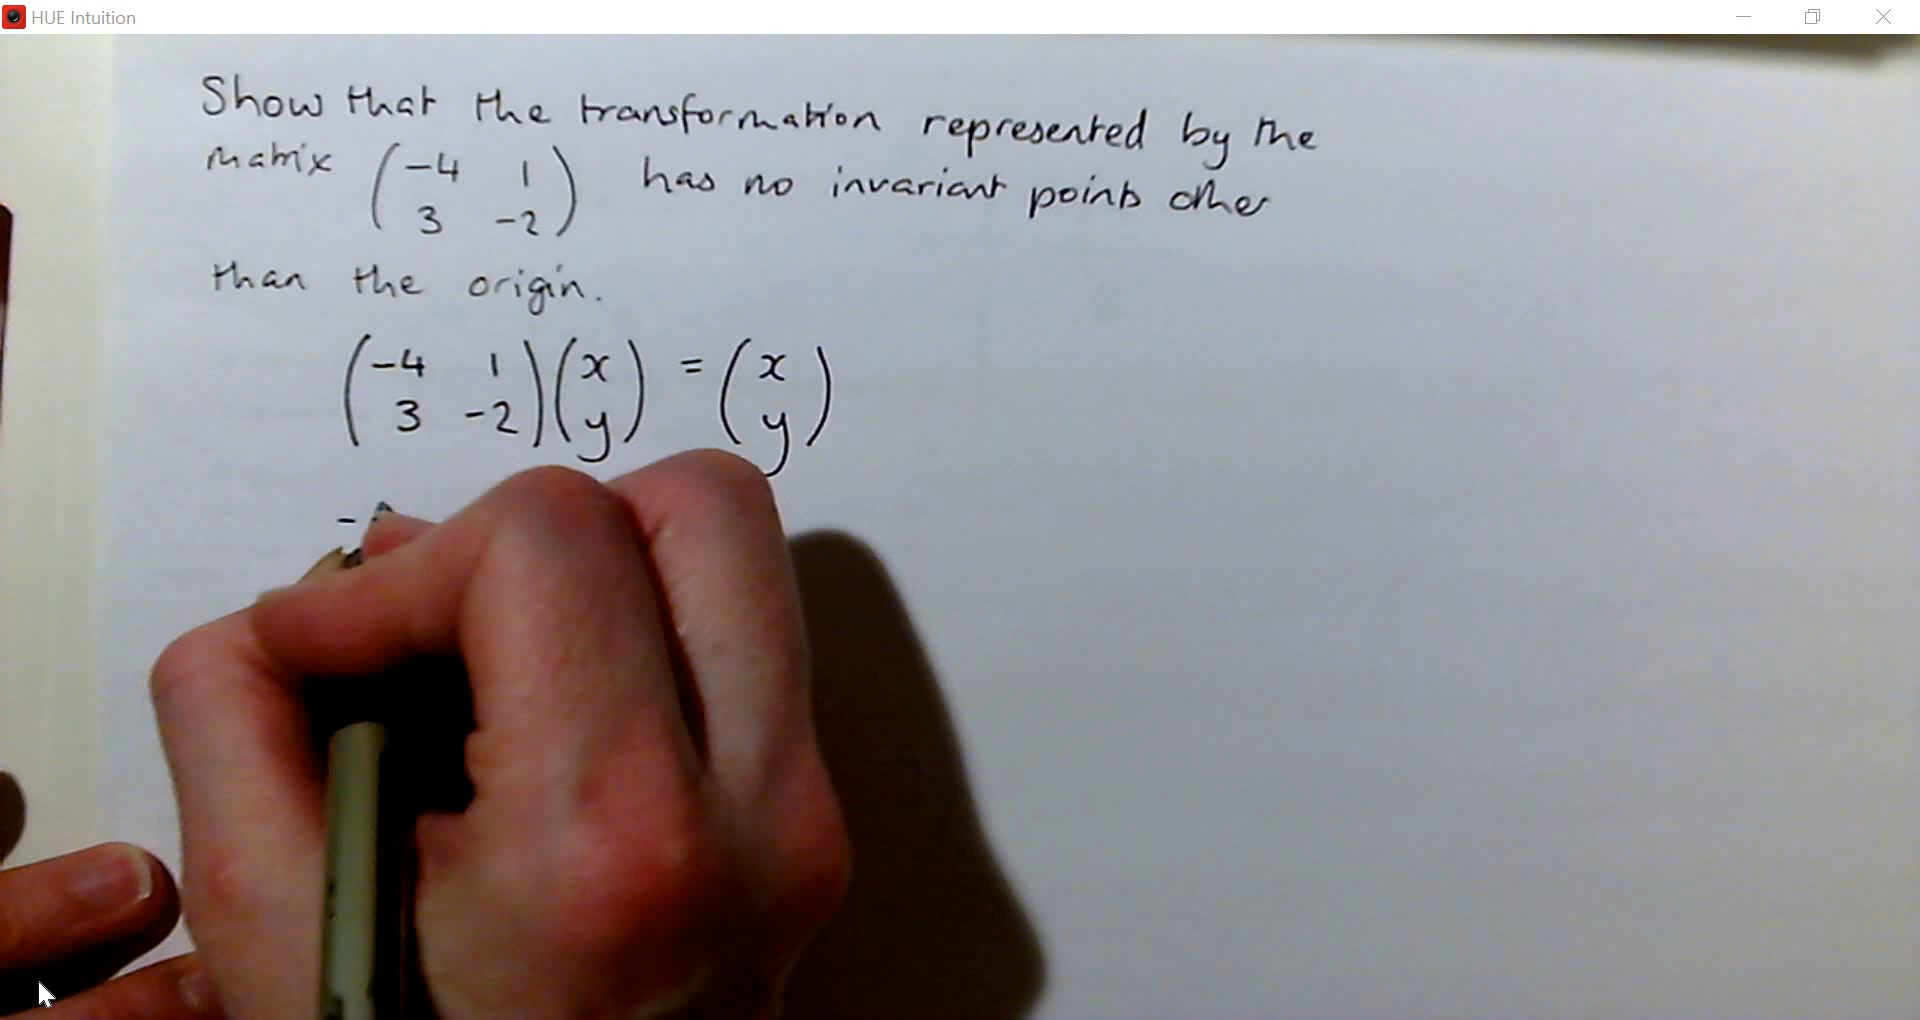 HUE Intuition
Show that the transformation represented by the
matrix (-4 1
3 -2) has no invariant points other
than the origin.
(-4 1
3 -2)(x
y) = (x
y)
-